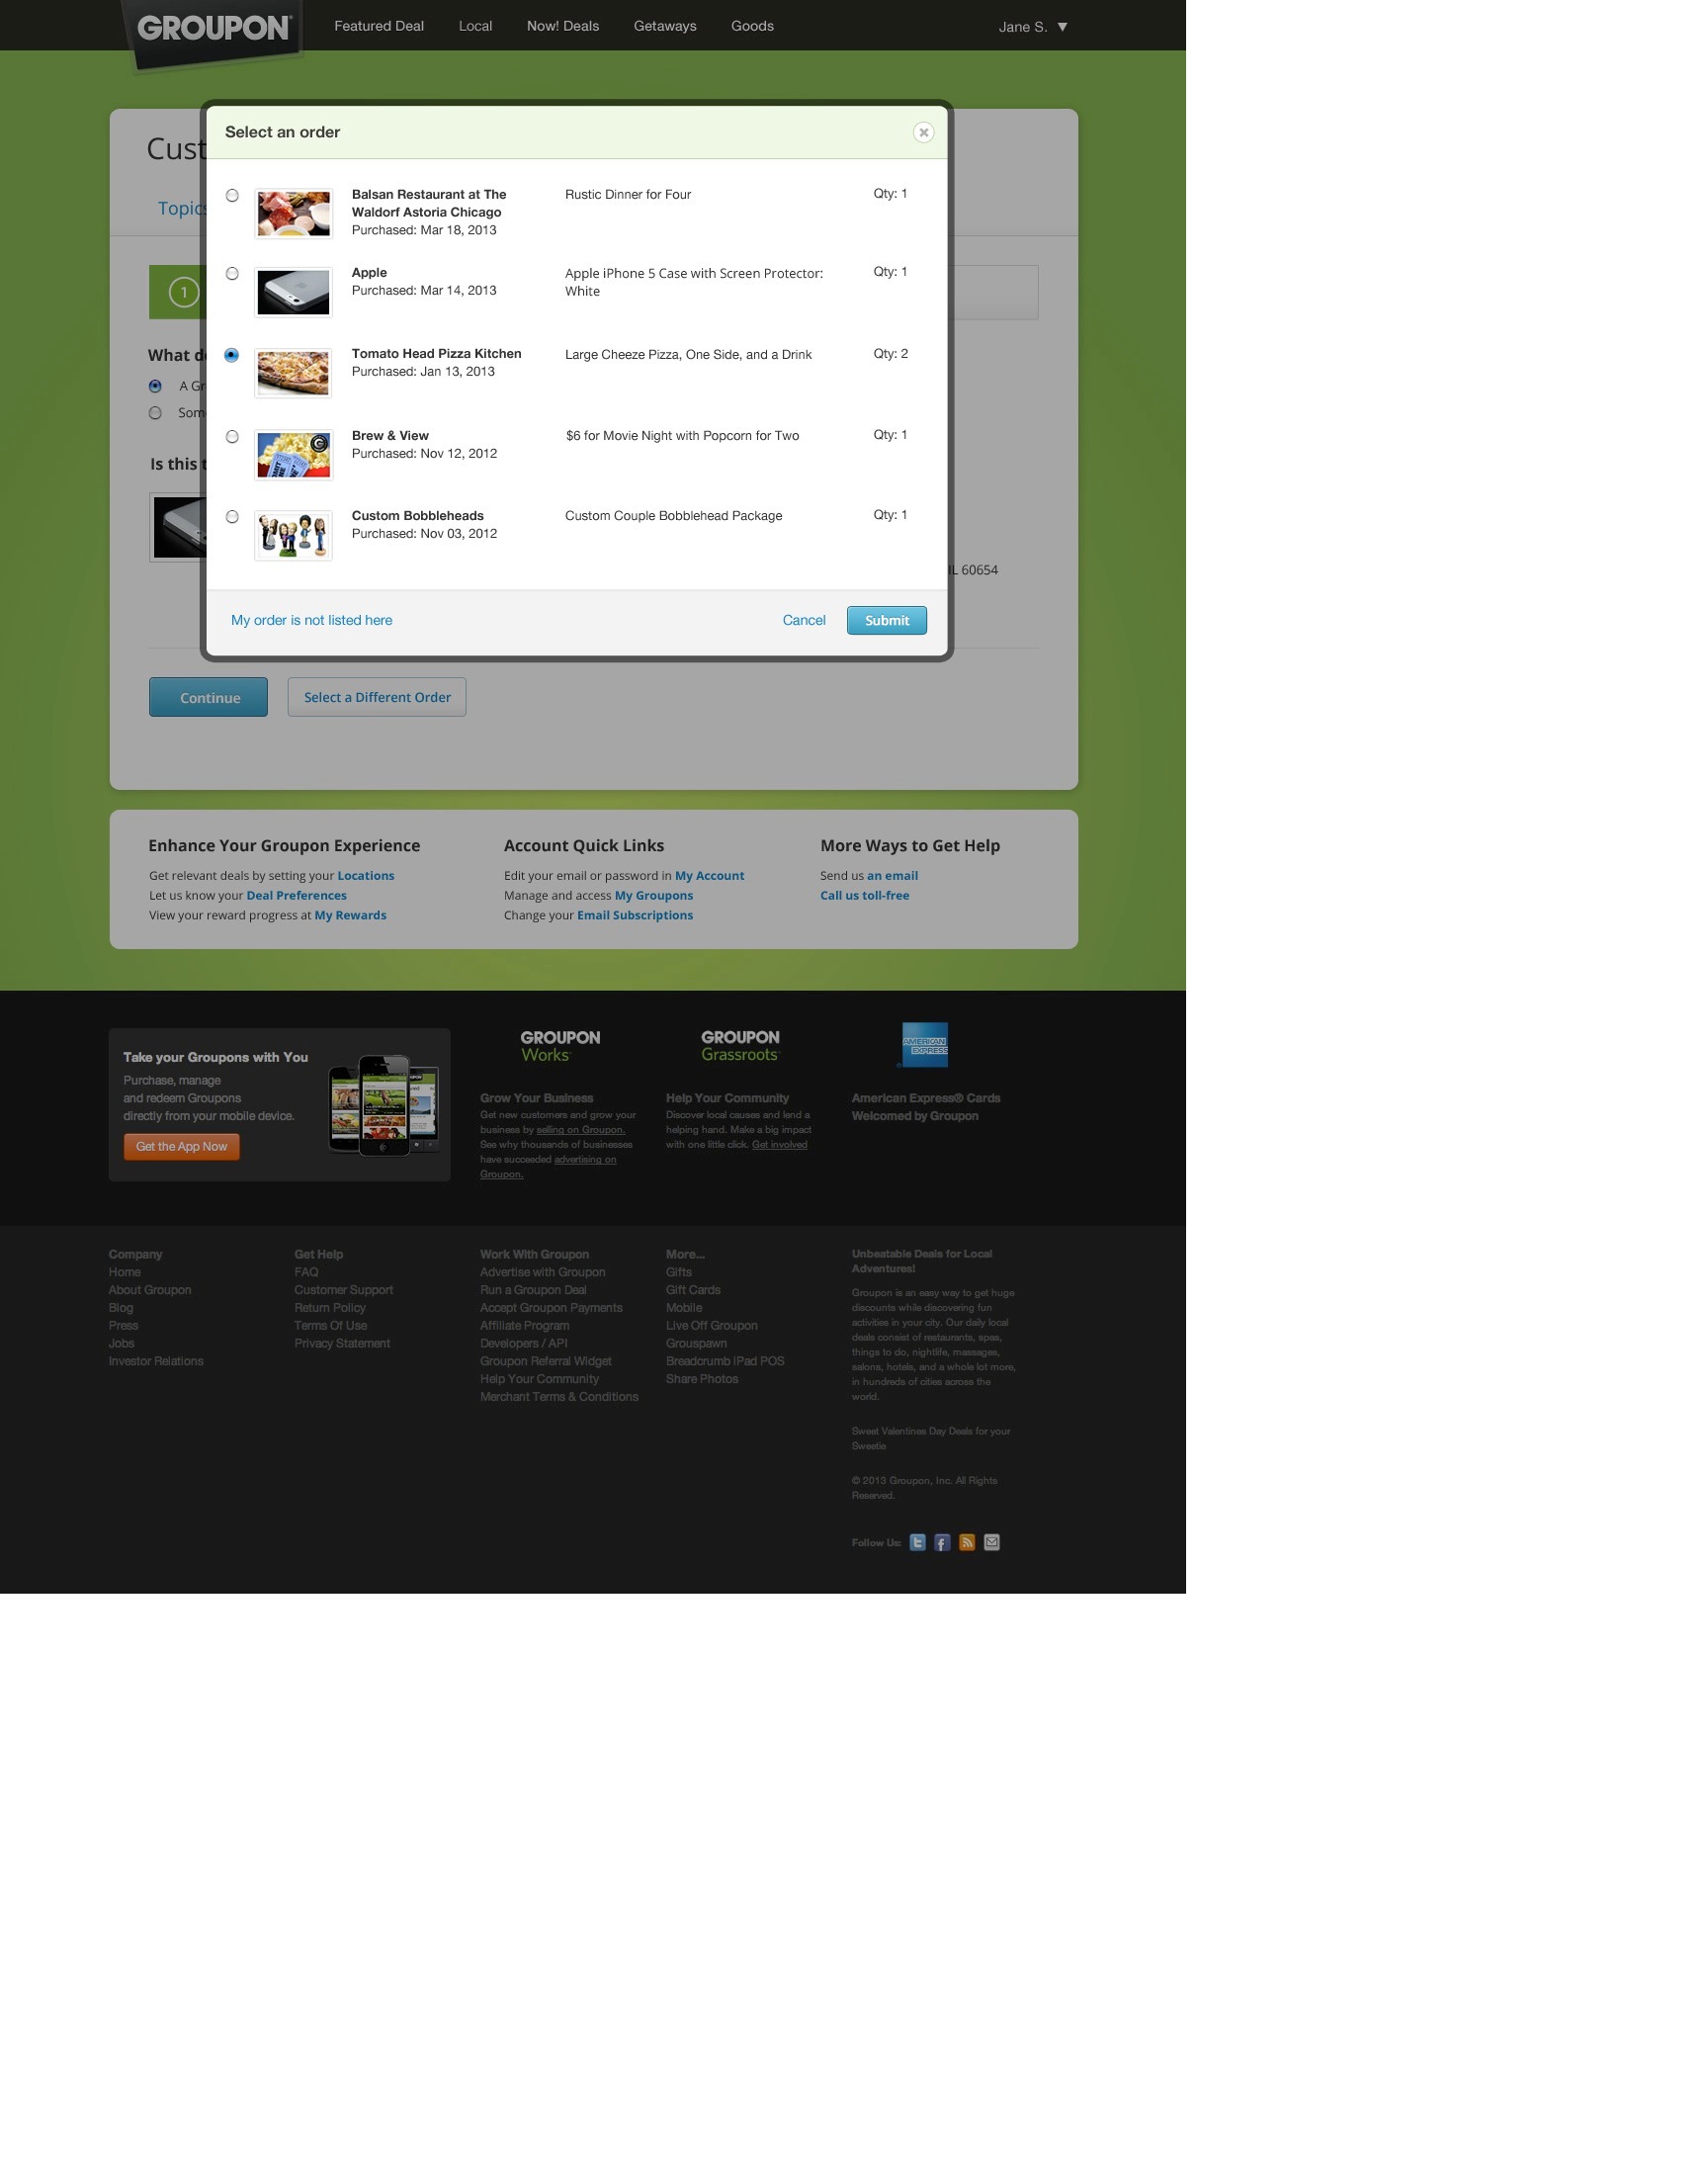 GROUPON
Featured Deal
Local
Now! Deals
Getaways
Goods
Jane S.
Cust
Topics
Select an order
Balsan Restaurant at The
Waldorf Astoria Chicago
Purchased: Mar 18, 2013
Rustic Dinner for Four
Qty: 1
Apple
Purchased: Mar 14, 2013
Apple iPhone 5 Case with Screen Protector:
White
Qty: 1
Tomato Head Pizza Kitchen
Purchased: Jan 13, 2013
Large Cheeze Pizza, One Side, and a Drink
Qty: 2
Brew & View
Purchased: Nov 12, 2012
$6 for Movie Night with Popcorn for Two
Qty: 1
Custom Bobbleheads
Purchased: Nov 03, 2012
Custom Couple Bobblehead Package
Qty: 1
My order is not listed here
Cancel
Submit
1
What d
A Gr
Som
Is this t
IL 60654
Continue
Select a Different Order
Enhance Your Groupon Experience
Get relevant deals by setting your Locations
Let us know your Deal Preferences
View your reward progress at My Rewards
Account Quick Links
Edit your email or password in My Account
Manage and access My Groupons
Change your Email Subscriptions
More Ways to Get Help
Send us an email
Call us toll-free
Take your Groupons with You
Purchase, manage
and redeem Groupons
directly from your mobile device.
Get the App Now
GROUPON
Works
Grow Your Business
Get new customers and grow your
business by selling on Groupon.
See why thousands of businesses
have succeeded advertising on
Groupon.
GROUPON
Grassroots
Help Your Community
Discover local causes and lend a
helping hand. Make a big impact
with one little click. Get involved
AMERICAN
EXPRESS
American Express® Cards
Welcomed by Groupon
Company
Home
About Groupon
Blog
Press
Jobs
Investor Relations
Get Help
FAQ
Customer Support
Return Policy
Terms Of Use
Privacy Statement
Work With Groupon
Advertise with Groupon
Run a Groupon Deal
Accept Groupon Payments
Affiliate Program
Developers / API
Groupon Referral Widget
Help Your Community
Merchant Terms & Conditions
More...
Gifts
Gift Cards
Mobile
Live Off Groupon
Grouspawn
Breadcrumb iPad POS
Share Photos
Unbeatable Deals for Local
Adventures!
Groupon is an easy way to get huge
discounts while discovering fun
activities in your city. Our daily local
deals consist of restaurants, spas,
things to do, nightlife, massages,
salons, hotels, and a whole lot more,
in hundreds of cities across the
world.
Sweet Valentines Day Deals for your
Sweetie
© 2013 Groupon, Inc. All Rights
Reserved.
Follow Us: